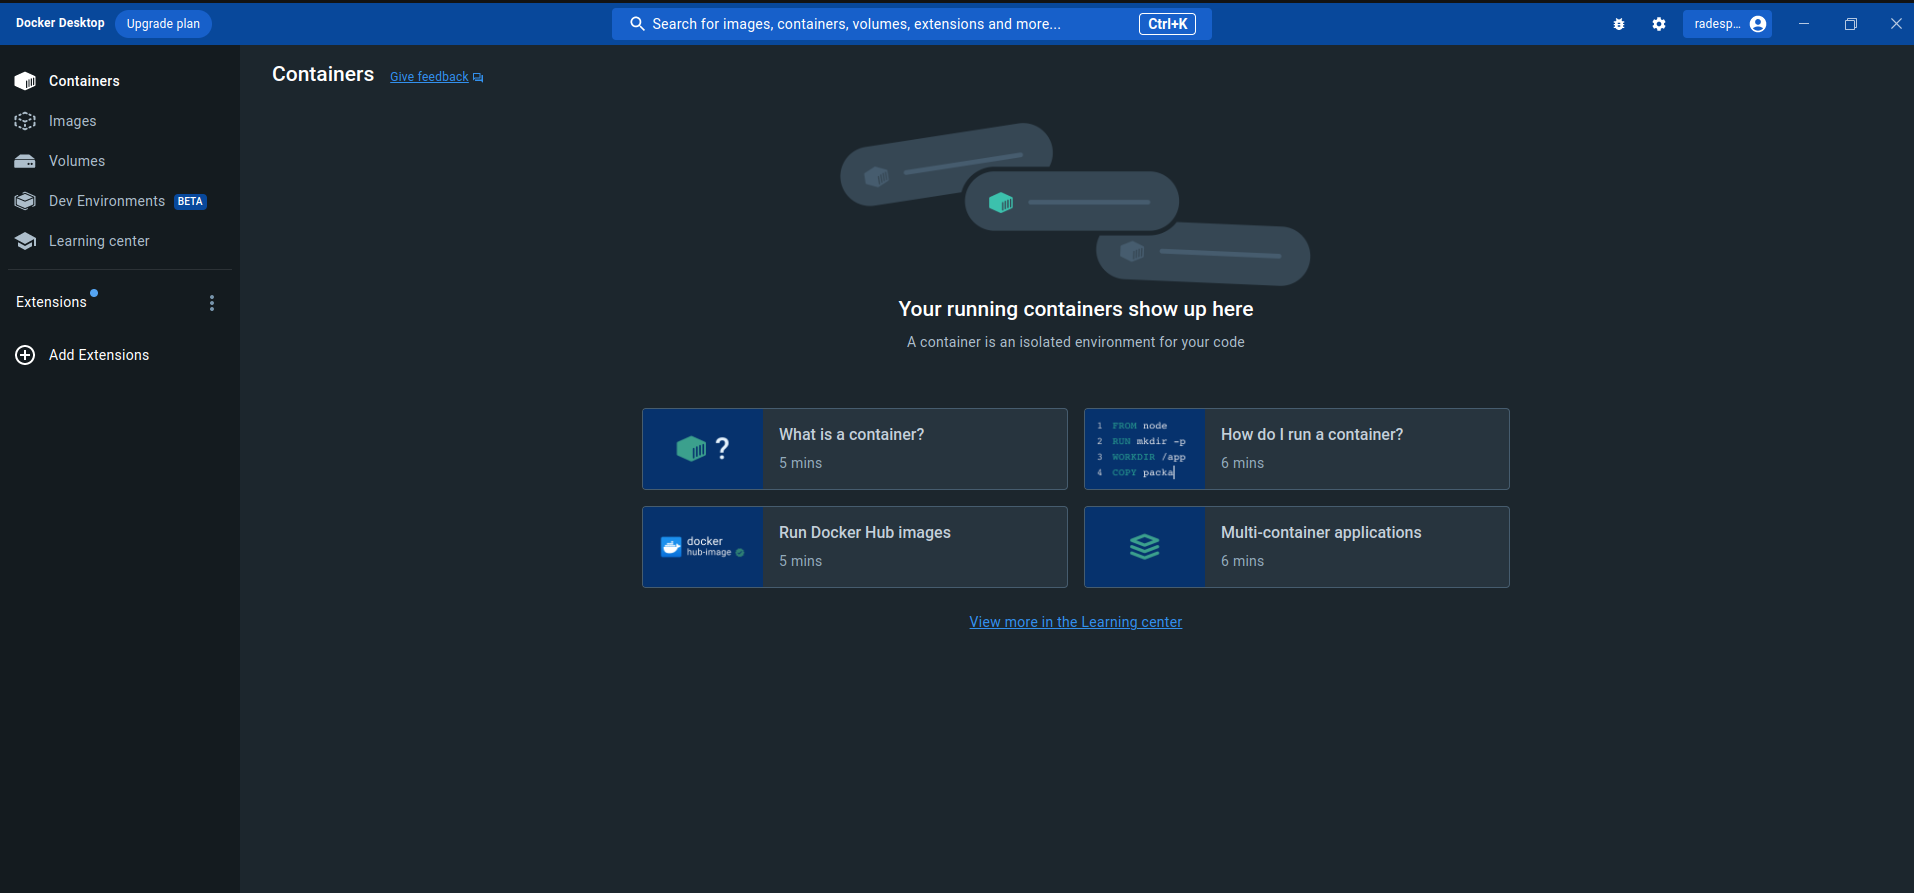 Docker Desktop
Upgrade plan
Search for images, containers, volumes, extensions and more...
Ctrl+K
radesp...
Containers
Images
Volumes
Dev Environments BETA
Learning center
Extensions
Add Extensions
Containers
Give feedback
Your running containers show up here
A container is an isolated environment for your code
?
What is a container?
5 mins
1 FROM node
2 RUN mkdir -p
3 WORKDIR /app
4 COPY packa
How do I run a container?
6 mins
docker
hub-image
Run Docker Hub images
5 mins
Multi-container applications
6 mins
View more in the Learning center